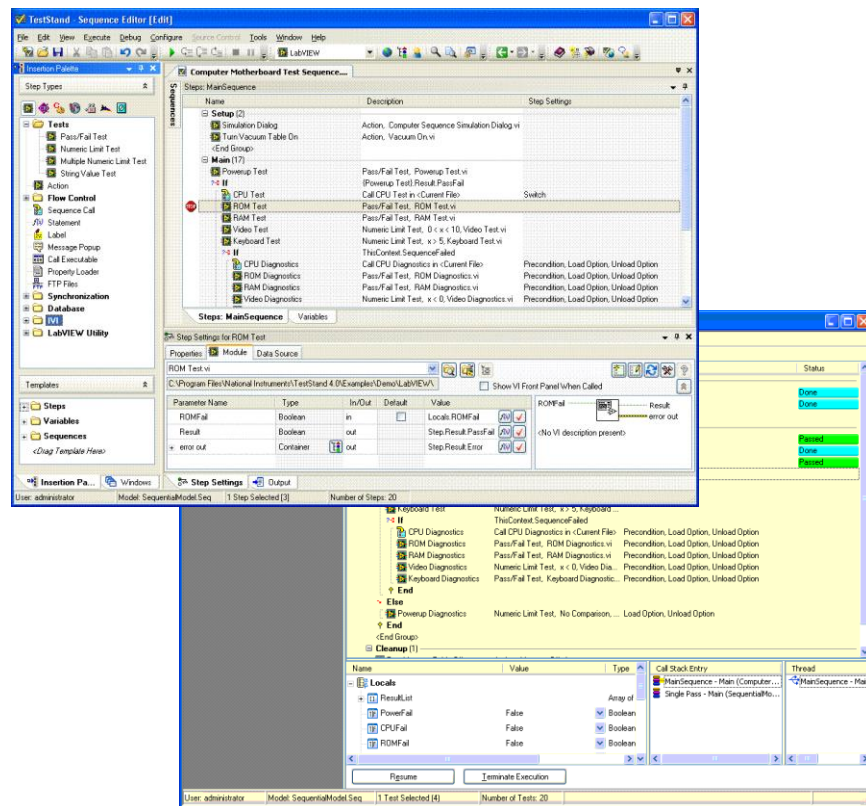 TestStand - Sequence Editor [Edit]
File Edit View Execute Debug Configure Source Control Tools Window Help
LabVIEW
Insertion Palette
Step Types
Tests
Pass/Fail Test
Numeric Limit Test
Multiple Numeric Limit Test
String Value Test
Action
Flow Control
Sequence Call
Statement
Label
Message Popup
Call Executable
Property Loader
FTP Files
Synchronization
Database
IVI
LabVIEW Utility
Templates
Steps
Variables
Sequences
<Drag Template Here>
Insertion Pa... Windows
Computer Motherboard Test Sequence....
Sequences
Steps: MainSequence
Name Description Step Settings
Setup (2)
Simulation Dialog Action, Computer Sequence Simulation Dialog.vi
Turn Vacuum Table On Action, Vacuum On.vi
<End Group>
Main (17)
Powerup Test Pass/Fail Test, Powerup Test.vi
If {Powerup Test}.Result.PassFail
CPU Test Call CPU Test in <Current File> Switch
ROM Test Pass/Fail Test, ROM Test.vi
RAM Test Pass/Fail Test, RAM Test.vi
Video Test Numeric Limit Test, 0 < x < 10, Video Test.vi
Keyboard Test Numeric Limit Test, x > 5, Keyboard Test.vi
If ThisContext.SequenceFailed
CPU Diagnostics Call CPU Diagnostics in <Current File> Precondition, Load Option, Unload Option
ROM Diagnostics Pass/Fail Test, ROM Diagnostics.vi Precondition, Load Option, Unload Option
RAM Diagnostics Pass/Fail Test, RAM Diagnostics.vi Precondition, Load Option, Unload Option
Video Diagnostics Numeric Limit Test, x < 0, Video Diagnostics.vi Precondition, Load Option, Unload Option
Steps: MainSequence Variables
Step Settings for ROM Test
Properties Module Data Source
ROM Test.vi
C:\Program Files\National Instruments\TestStand 4.0\Examples\Demo\LabVIEW\ Show VI Front Panel When Called
Parameter Name Type In/Out Default Value
ROMFail Boolean in Locals.ROMFail
Result Boolean out Step.Result.PassFail
error out Container out Step.Result.Error
ROMFail Result
error out
<No VI description present>
Step Settings Output
User: administrator Model: SequentialModel.Seq 1 Step Selected [3] Number of Steps: 20
Status
Done
Done
Passed
Done
Passed
Keyboard Test Numeric Limit Test, x > 5, Keyboard ...
If ThisContext.SequenceFailed
CPU Diagnostics Call CPU Diagnostics in <Current File> Precondition, Load Option, Unload Option
ROM Diagnostics Pass/Fail Test, ROM Diagnostics.vi Precondition, Load Option, Unload Option
RAM Diagnostics Pass/Fail Test, RAM Diagnostics.vi Precondition, Load Option, Unload Option
Video Diagnostics Numeric Limit Test, x < 0, Video Dia... Precondition, Load Option, Unload Option
Keyboard Diagnostics Pass/Fail Test, Keyboard Diagnostic... Precondition, Load Option, Unload Option
End
Else
Powerup Diagnostics Numeric Limit Test, No Comparison, ... Load Option, Unload Option
End
<End Group>
Cleanup (1)
Name Value Type
Locals
ResultList Array of
PowerFail False Boolean
CPUFail False Boolean
ROMFail False Boolean
Call Stack Entry
MainSequence - Main (Computer...
Single Pass - Main (SequentialMo...
Thread
MainSequence - Mai
Resume Terminate Execution
User: administrator Model: SequentialModel.Seq 1 Test Selected [4] Number of Tests: 20